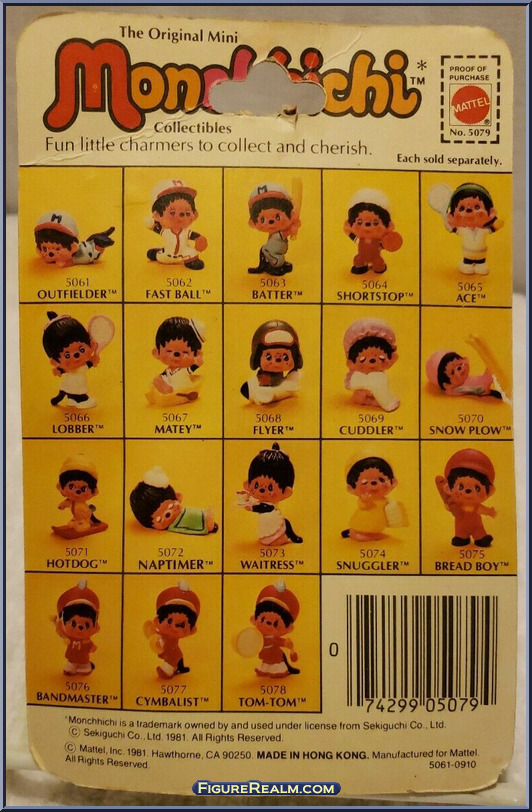 The Original Mini
Monchhichi*™
Collectibles
Fun little charmers to collect and cherish.
Each sold separately.
PROOF OF
PURCHASE
MATTEL
®
No. 5079
M
M
5061
OUTFIELDER™
5062
FAST BALL™
5063
BATTER™
5064
SHORTSTOP™
5065
ACE™
5066
LOBBER™
5067
MATEY™
5068
FLYER™
5069
CUDDLER™
5070
SNOW PLOW™
5071
HOTDOG™
5072
NAPTIMER™
5073
WAITRESS™
5074
SNUGGLER™
5075
BREAD BOY™
M
5076
BANDMASTER™
5077
CYMBALIST™
5078
TOM-TOM™
0 74299 05079
*Monchhichi is a trademark owned by and used under license from Sekiguchi Co., Ltd.
© Sekiguchi Co., Ltd. 1981. All Rights Reserved.
© Mattel, Inc. 1981. Hawthorne, CA 90250. MADE IN HONG KONG. Manufactured for Mattel.
All Rights Reserved.
5061-0910
FigureRealm.com